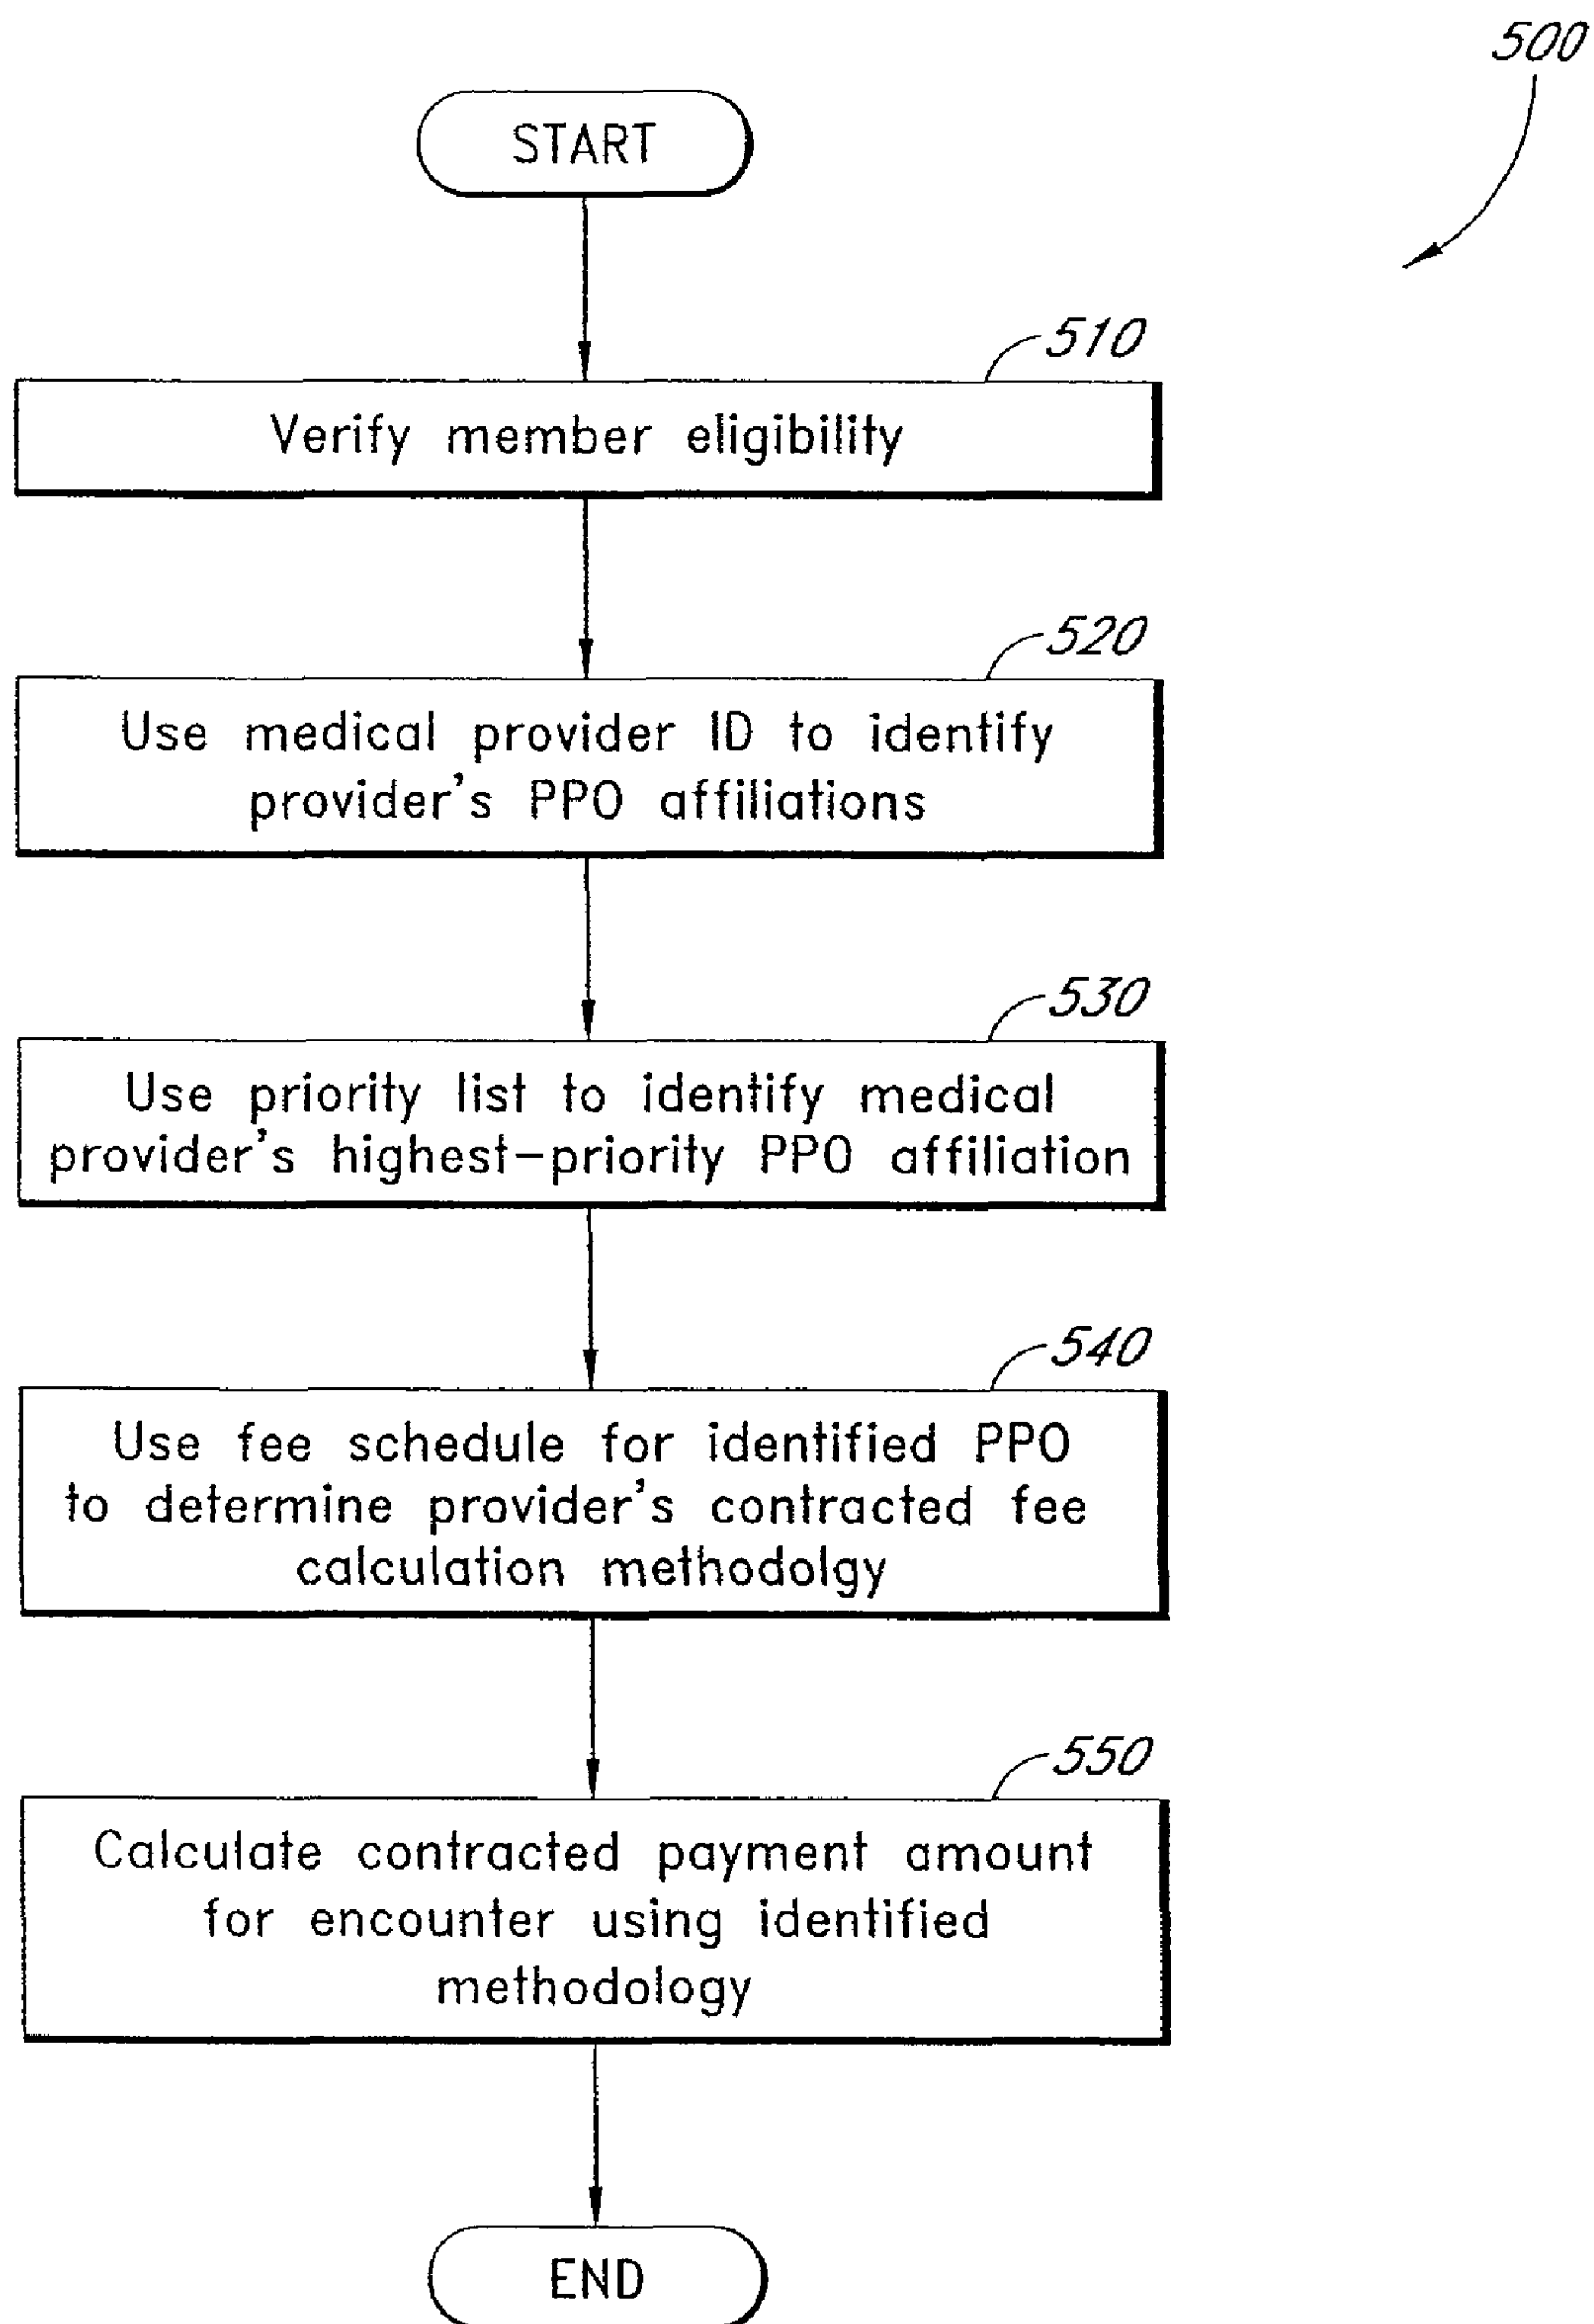 500
START
510
Verify member eligibility
520
Use medical provider ID to identify
provider's PPO affiliations
530
Use priority list to identify medical
provider's highest-priority PPO affiliation
540
Use fee schedule for identified PPO
to determine provider's contracted fee
calculation methodolgy
550
Calculate contracted payment amount
for encounter using identified
methodology
END